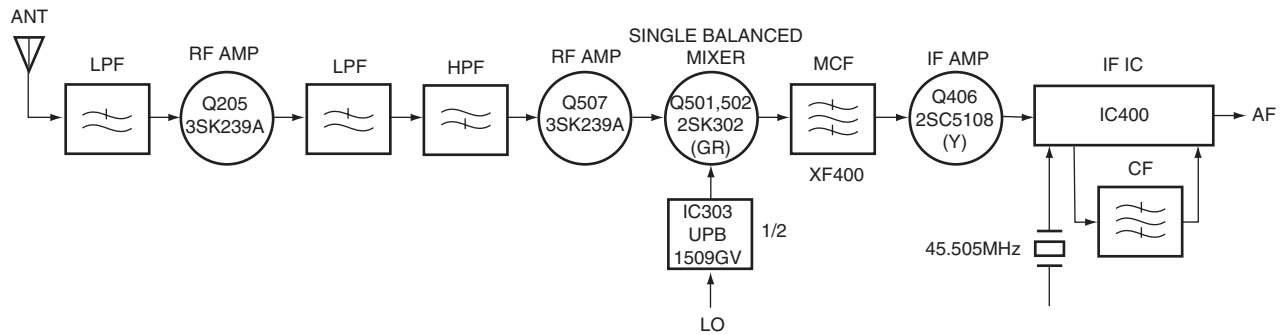 ANT
LPF
RF AMP
Q205
3SK239A
LPF
HPF
RF AMP
Q507
3SK239A
SINGLE BALANCED
MIXER
Q501,502
2SK302
(GR)
MCF
XF400
IF AMP
Q406
2SC5108
(Y)
IF IC
IC400
AF
IC303
UPB
1509GV
1/2
LO
45.505MHz
CF